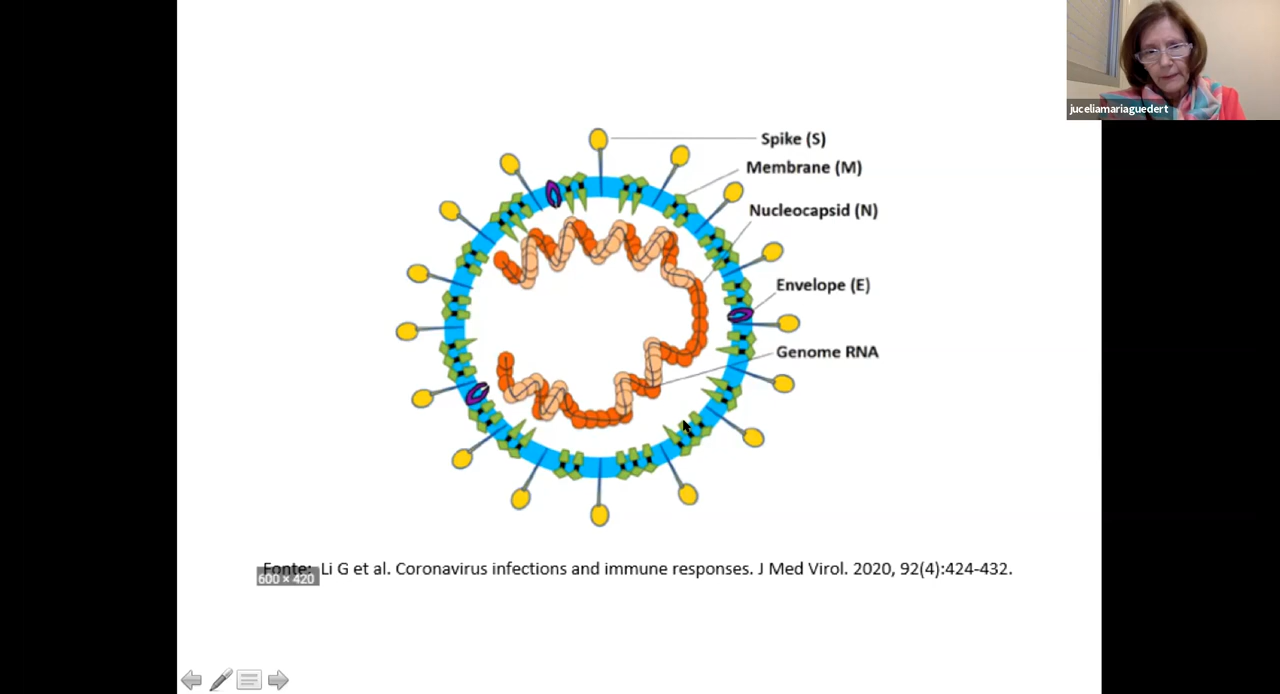 juceliamariaguedert
Spike (S)
Membrane (M)
Nucleocapsid (N)
Envelope (E)
Genome RNA
Fonte: Li G et al. Coronavirus infections and immune responses. J Med Virol. 2020, 92(4):424-432.
600 × 420